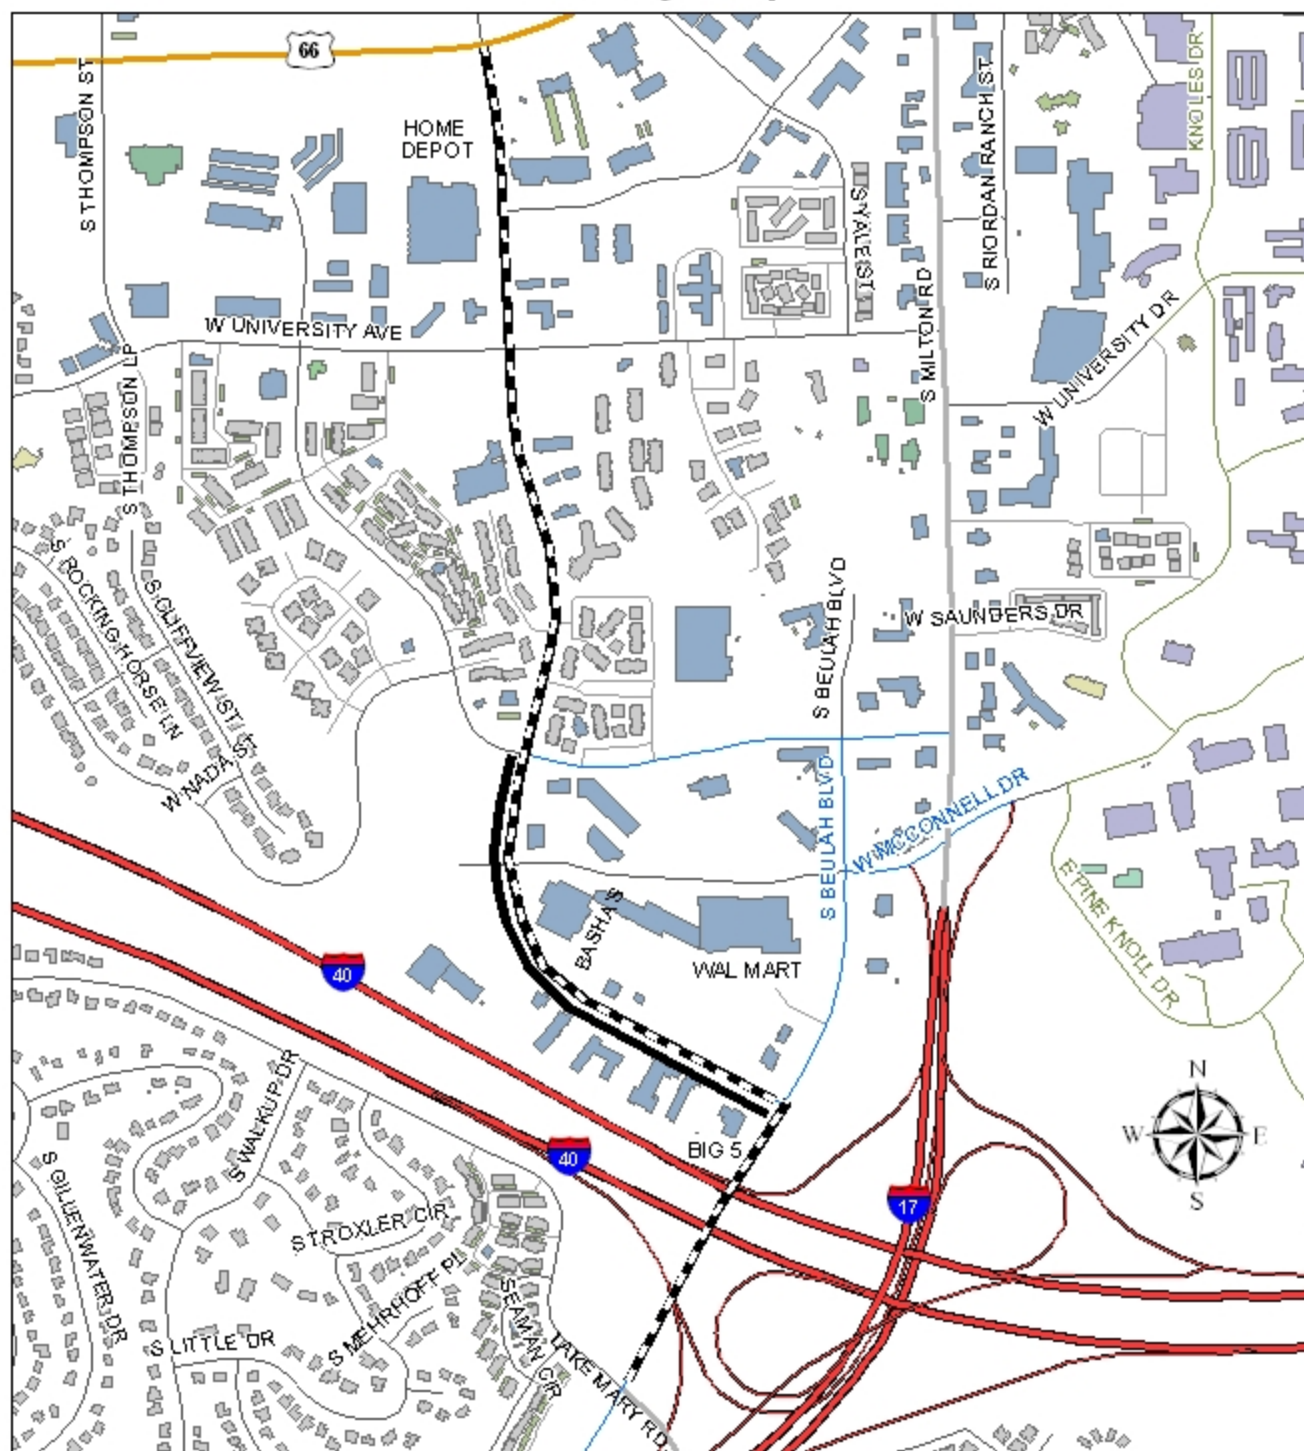 66
S THOMPSON ST
HOME
DEPOT
S YALE ST
S RIORDAN RANCH ST
KNOLES DR
W UNIVERSITY AVE
S MILTON RD
W UNIVERSITY DR
S THOMPSON LP
S ROCKING HORSE LN
S CLIFFVIEW ST
W NADA ST
S BEULAH BLVD
W SAUNDERS DR
S BEULAH BLVD
W MCCONNELL DR
E PINE KNOLL DR
BASHA'S
WAL MART
40
40
17
BIG 5
N
W
E
S
S WALKUP DR
S GILLENWATER DR
S TROXLER CIR
S MEHRHOFF PL
S LITTLE DR
SEAMAN CIR
LAKE MARY RD